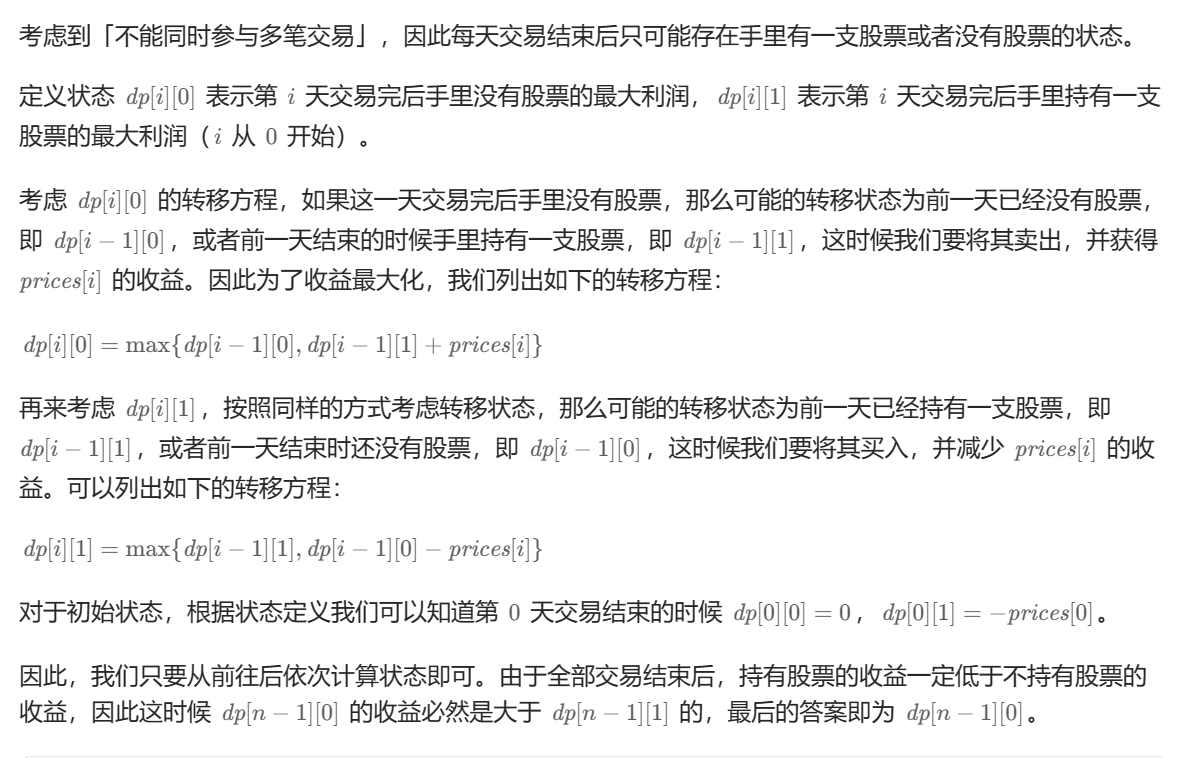 考虑到「不能同时参与多笔交易」，因此每天交易结束后只可能存在手里有一支股票或者没有股票的状态。
定义状态 dp[i][0] 表示第 i 天交易完后手里没有股票的最大利润，dp[i][1] 表示第 i 天交易完后手里持有一支
股票的最大利润（i 从 0 开始）。
考虑 dp[i][0] 的转移方程，如果这一天交易完后手里没有股票，那么可能的转移状态为前一天已经没有股票，
即 dp[i − 1][0]，或者前一天结束的时候手里持有一支股票，即 dp[i − 1][1]，这时候我们要将其卖出，并获得
prices[i] 的收益。因此为了收益最大化，我们列出如下的转移方程：
dp[i][0] = max{dp[i − 1][0], dp[i − 1][1] + prices[i]}
再来考虑 dp[i][1]，按照同样的方式考虑转移状态，那么可能的转移状态为前一天已经持有一支股票，即
dp[i − 1][1]，或者前一天结束时还没有股票，即 dp[i − 1][0]，这时候我们要将其买入，并减少 prices[i] 的收
益。可以列出如下的转移方程：
dp[i][1] = max{dp[i − 1][1], dp[i − 1][0] − prices[i]}
对于初始状态，根据状态定义我们可以知道第 0 天交易结束的时候 dp[0][0] = 0，dp[0][1] = −prices[0]。
因此，我们只要从前往后依次计算状态即可。由于全部交易结束后，持有股票的收益一定低于不持有股票的
收益，因此这时候 dp[n − 1][0] 的收益必然是大于 dp[n − 1][1] 的，最后的答案即为 dp[n − 1][0]。